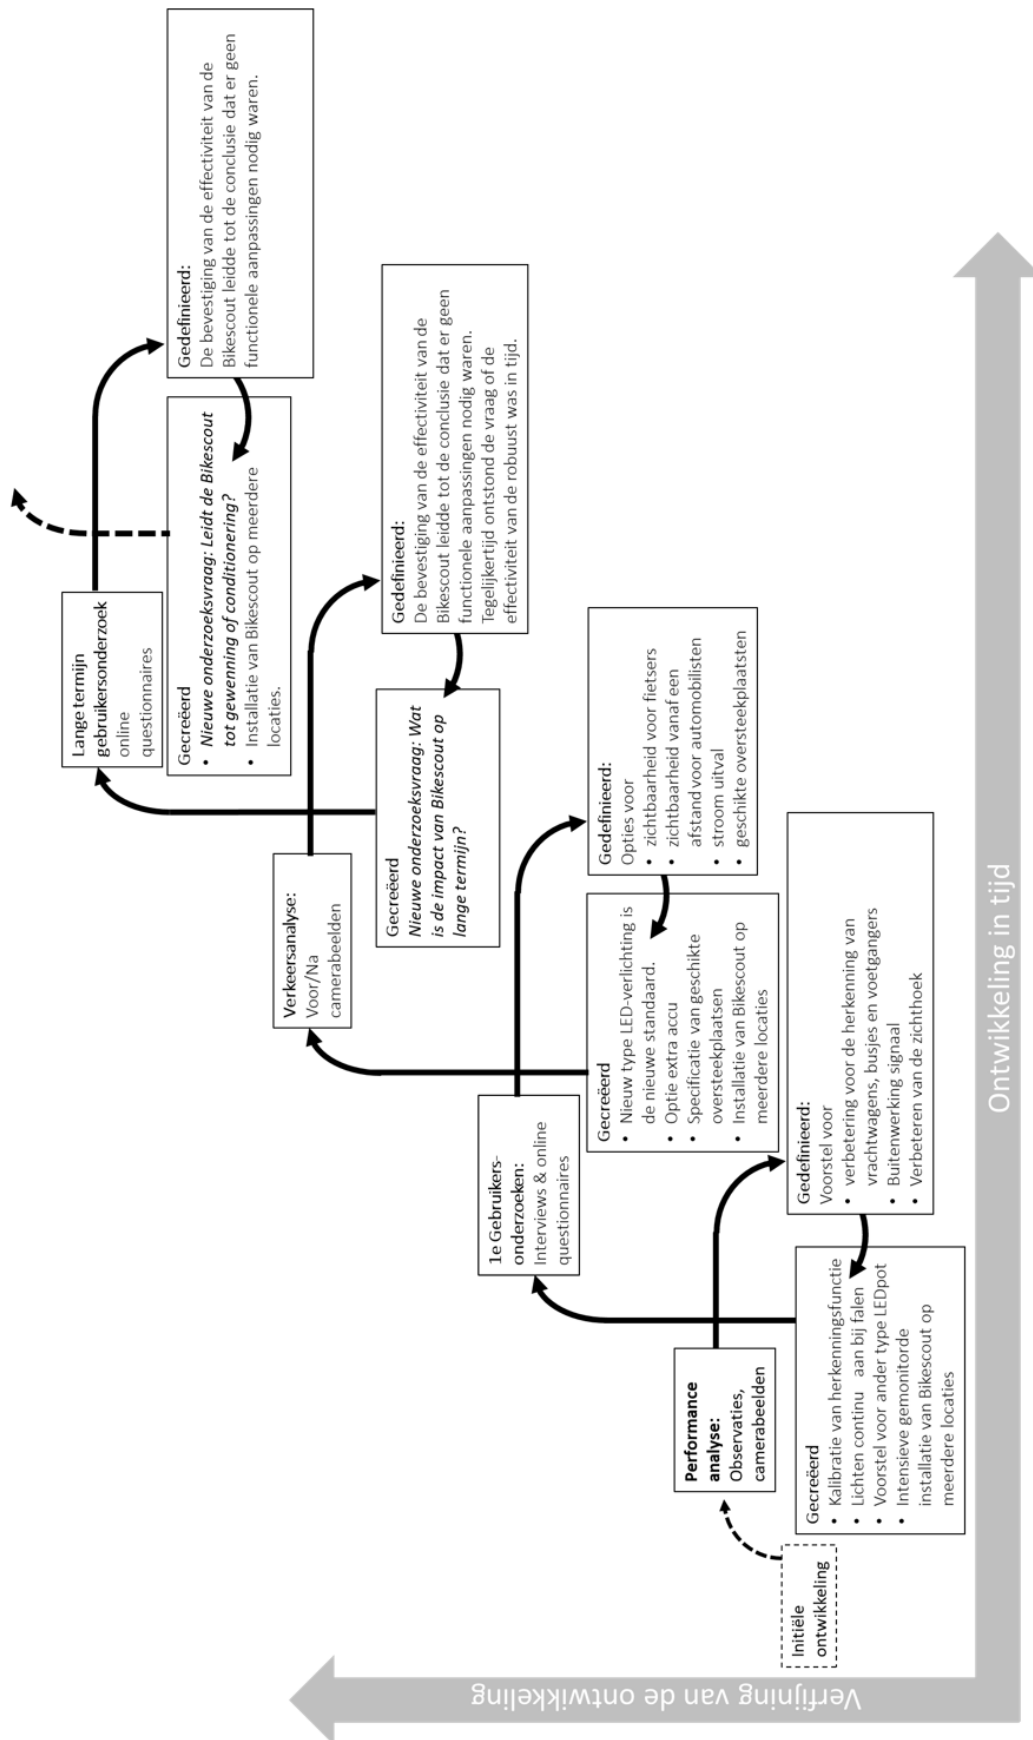 Initiële
ontwikkeling
Performance
analyse:
Observaties,
camerabeelden
Gedefinieerd:
Voorstel voor
• verbetering voor de herkenning van
vrachtwagens, busjes en voetgangers
• Buitenwerking signaal
• Verbeteren van de zichthoek
Gecreëerd
• Kalibratie van herkenningsfunctie
• Lichten continu aan bij falen
• Voorstel voor ander type LEDpot
• Intensieve gemonitorde
installatie van Bikescout op
meerdere locaties
1e Gebruikers-
onderzoeken:
Interviews & online
questionnaires
Gedefinieerd:
Opties voor
• zichtbaarheid voor fietsers
• zichtbaarheid vanaf een
afstand voor automobilisten
• stroom uitval
• geschikte oversteekplaatsten
Gecreëerd
• Nieuw type LED-verlichting is
de nieuwe standaard.
• Optie extra accu
• Specificatie van geschikte
oversteekplaatsen
• Installatie van Bikescout op
meerdere locaties
Verkeersanalyse:
Voor/Na
camerabeelden
Gedefinieerd:
De bevestiging van de effectiviteit van de
Bikescout leidde tot de conclusie dat er geen
functionele aanpassingen nodig waren.
Tegelijkertijd ontstond de vraag of de
effectiviteit van de robuust was in tijd.
Gecreëerd
Nieuwe onderzoeksvraag: Wat
is de impact van Bikescout op
lange termijn?
Lange termijn
gebruikersonderzoek
online
questionnaires
Gedefinieerd:
De bevestiging van de effectiviteit van de
Bikescout leidde tot de conclusie dat er geen
functionele aanpassingen nodig waren.
Gecreëerd
• Nieuwe onderzoeksvraag: Leidt de Bikescout
tot gewenning of conditionering?
• Installatie van Bikescout op meerdere
locaties.
Verfijning van de ontwikkeling
Ontwikkeling in tijd